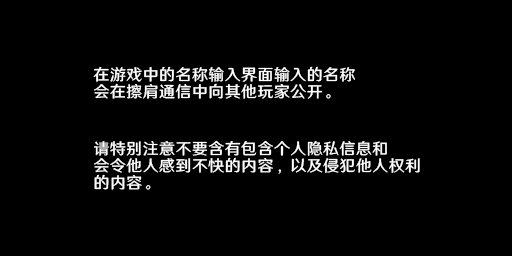 在游戏中的名称输入界面输入的名称
会在擦肩通信中向其他玩家公开。
请特别注意不要含有包含个人隐私信息和
会令他人感到不快的内容，以及侵犯他人权利
的内容。